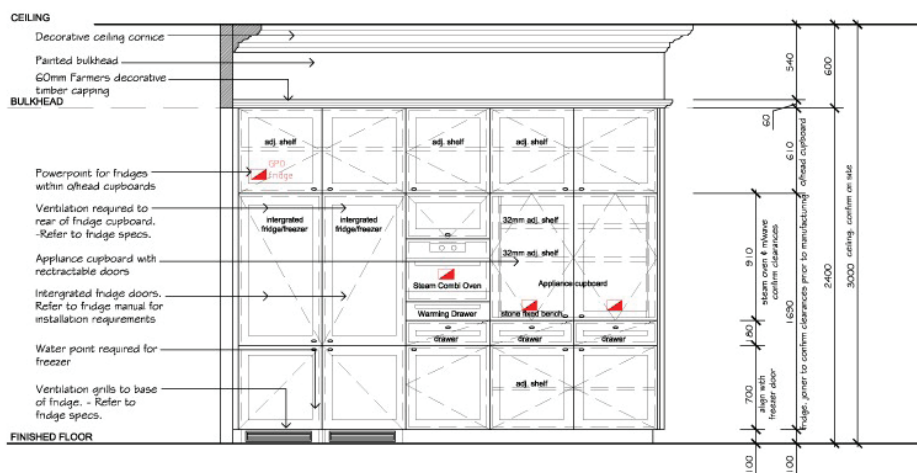 CEILING
Decorative ceiling cornice
Painted bulkhead
60mm Farmers decorative
timber capping
BULKHEAD
adj. shelf
adj. shelf
adj. shelf
adj. shelf
GPO
fridge
Powerpoint for fridges
within o/head cupboards
Ventilation required to
rear of fridge cupboard.
-Refer to fridge specs.
intergrated
fridge/freezer
intergrated
fridge/freezer
32mm adj. shelf
32mm adj. shelf
Appliance cupboard with
rectractable doors
Steam Combi Oven
Appliance cupboard
Intergrated fridge doors.
Refer to fridge manual for
installation requirements
Warming Drawer
stone fixed bench
drawer
drawer
drawer
Water point required for
freezer
adj. shelf
Ventilation grills to base
of fridge. - Refer to
fridge specs.
FINISHED FLOOR
540
600
60
610
o/head cupboard
910
steam oven & m/wave
confirm clearances
180
700
align with
freezer door
100
1690
fridge. joiner to confirm clearances prior to manufacturing
100
2400
3000 ceiling. confirm on site